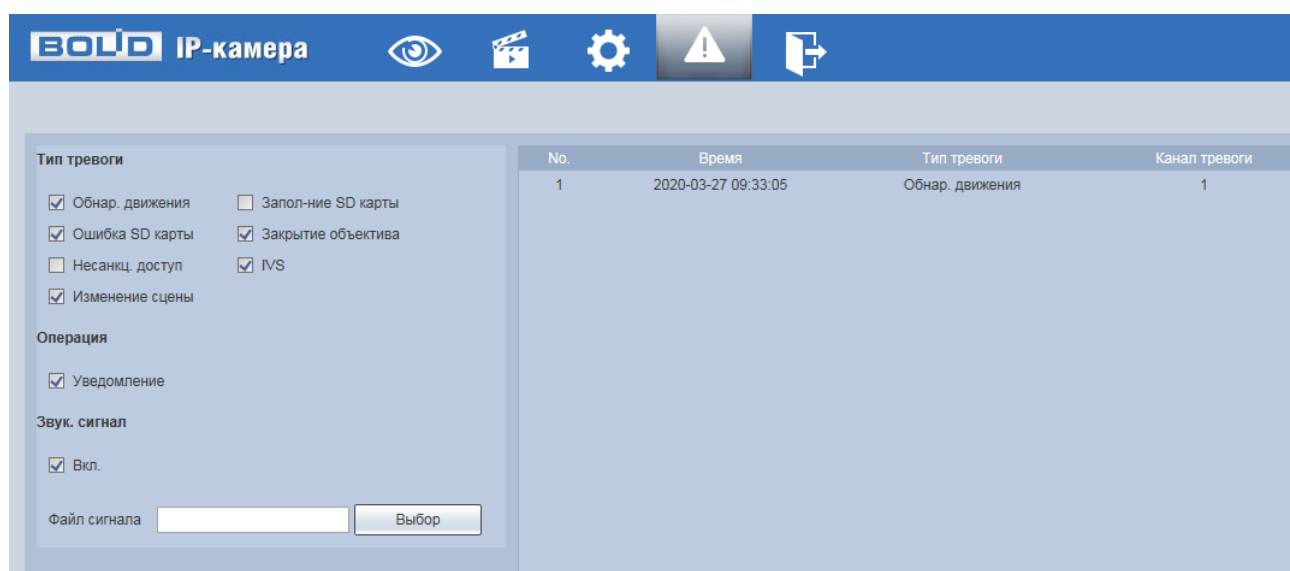 BOLID IP-камера
Тип тревоги
Обнар. движения Запол-ние SD карты
Ошибка SD карты Закрытие объектива
Несанкц. доступ IVS
Изменение сцены
Операция
Уведомление
Звук. сигнал
Вкл.
Файл сигнала Выбор
No. Время Тип тревоги Канал тревоги
1 2020-03-27 09:33:05 Обнар. движения 1